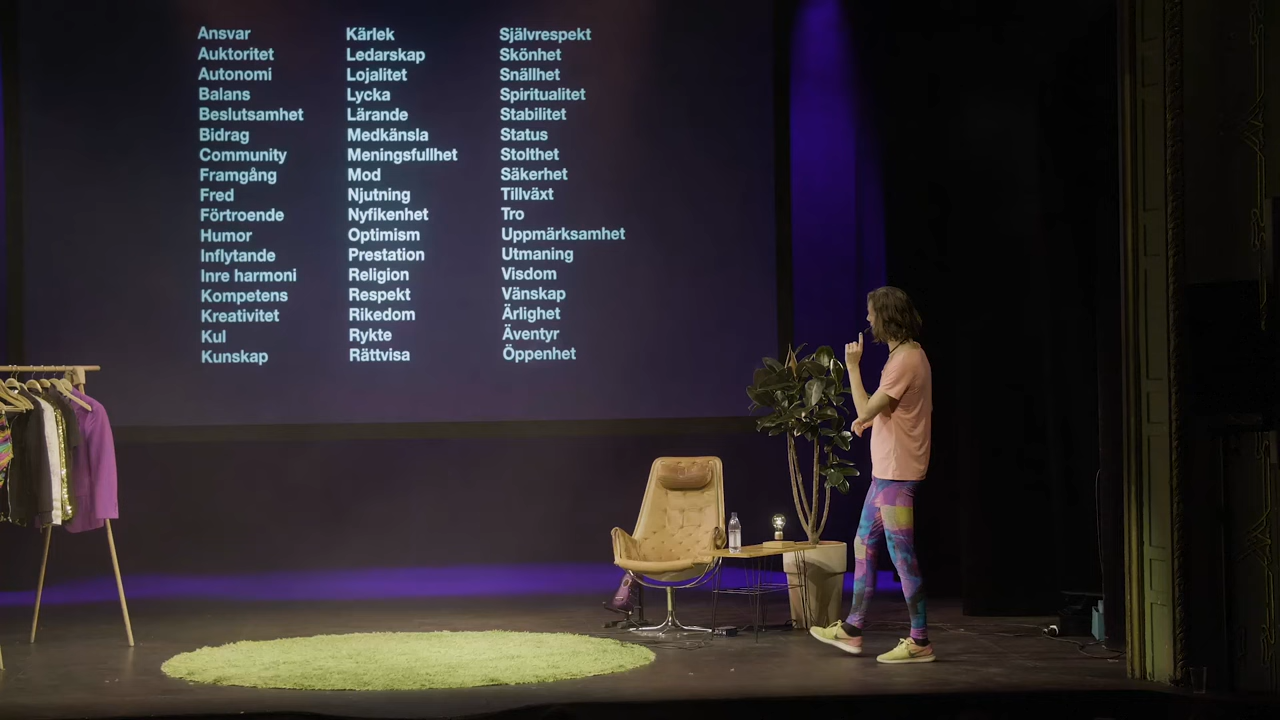 Ansvar
Auktoritet
Autonomi
Balans
Beslutsamhet
Bidrag
Community
Framgång
Fred
Förtroende
Humor
Inflytande
Inre harmoni
Kompetens
Kreativitet
Kul
Kunskap
Kärlek
Ledarskap
Lojalitet
Lycka
Lärande
Medkänsla
Meningsfullhet
Mod
Njutning
Nyfikenhet
Optimism
Prestation
Religion
Respekt
Rikedom
Rykte
Rättvisa
Självrespekt
Skönhet
Snällhet
Spiritualitet
Stabilitet
Status
Stolthet
Säkerhet
Tillväxt
Tro
Uppmärksamhet
Utmaning
Visdom
Vänskap
Ärlighet
Äventyr
Öppenhet